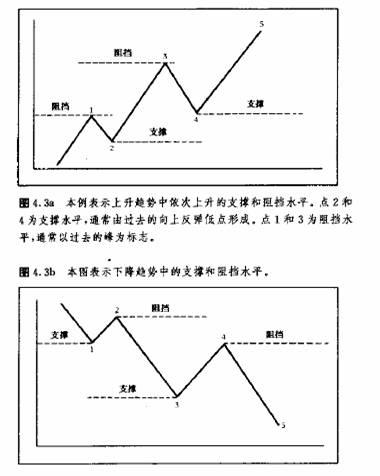 5
阻挡
3
阻挡
1
4
支撑
2
支撑
图4.3a 本例表示上升趋势中依次上升的支撑和阻挡水平。点2和
4为支撑水平,通常由过去的向上反弹低点形成。点1和3为阻挡水
平,通常以过去的峰为标志。
图4.3b 本图表示下降趋势中的支撑和阻挡水平。
2
阻挡
支撑
1
4
阻挡
支撑
3
5